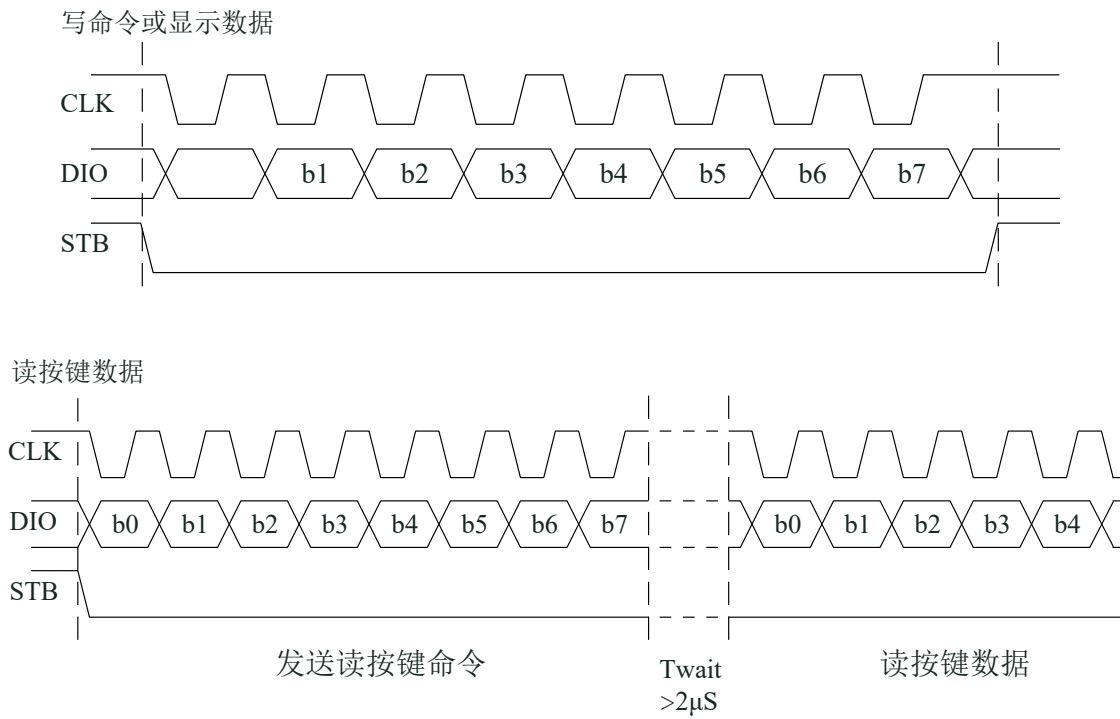 写命令或显示数据
CLK
DIO b1 b2 b3 b4 b5 b6 b7
STB
读按键数据
CLK
DIO b0 b1 b2 b3 b4 b5 b6 b7 b0 b1 b2 b3 b4
STB
发送读按键命令 Twait 读按键数据
>2μS